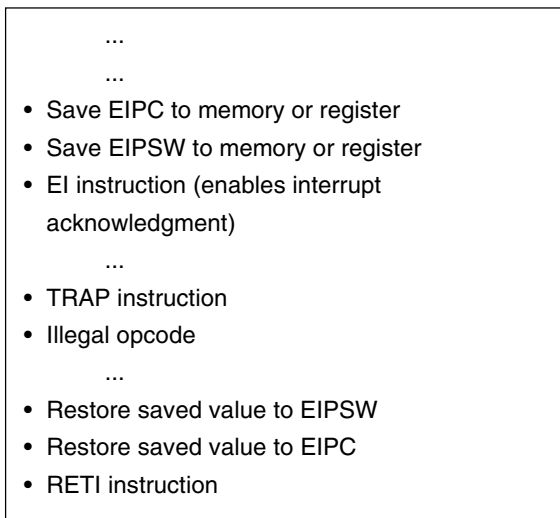 ...
...
• Save EIPC to memory or register
• Save EIPSW to memory or register
• EI instruction (enables interrupt
acknowledgment)
...
• TRAP instruction
• Illegal opcode
...
• Restore saved value to EIPSW
• Restore saved value to EIPC
• RETI instruction